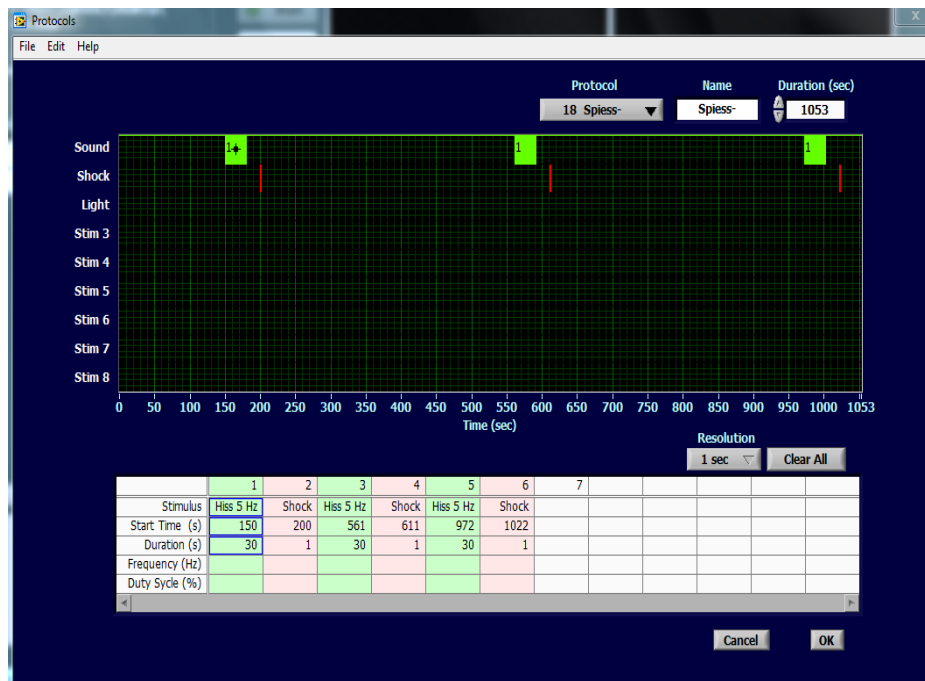 Protocols
X
File Edit Help
Protocol Name Duration (sec)
18 Spiess- Spiess- 1053
Sound 1 1 1
Shock
Light
Stim 3
Stim 4
Stim 5
Stim 6
Stim 7
Stim 8
0 50 100 150 200 250 300 350 400 450 500 550 600 650 700 750 800 850 900 950 1000 1053
Time (sec)
Resolution
1 sec Clear All
1 2 3 4 5 6 7
Stimulus Hiss 5 Hz Shock Hiss 5 Hz Shock Hiss 5 Hz Shock
Start Time (s) 150 200 561 611 972 1022
Duration (s) 30 1 30 1 30 1
Frequency (Hz)
Duty Sycle (%)
Cancel OK